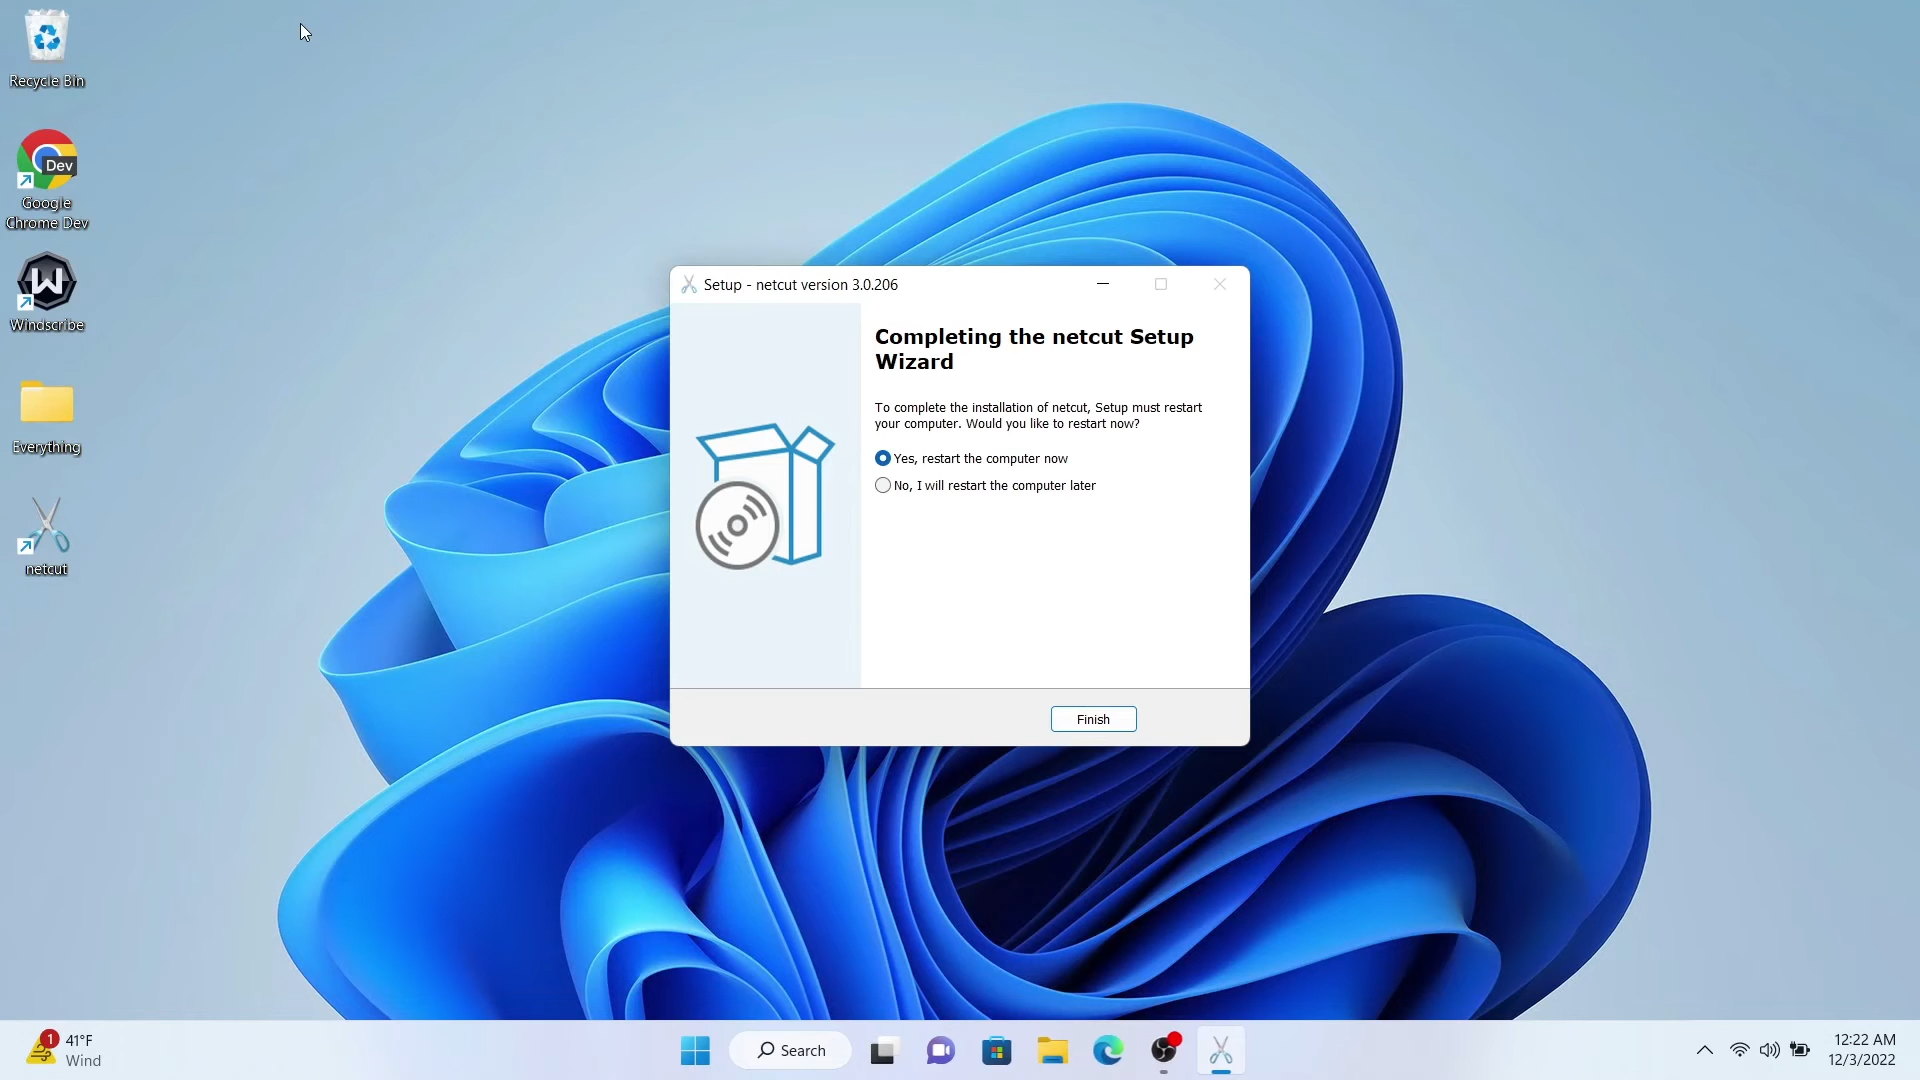 Recycle Bin
Dev
Google
Chrome Dev
W
Windscribe
Everything
netcut
Setup - netcut version 3.0.206
Completing the netcut Setup
Wizard
To complete the installation of netcut, Setup must restart
your computer. Would you like to restart now?
Yes, restart the computer now
No, I will restart the computer later
Finish
1
41°F
Wind
Search
12:22 AM
12/3/2022